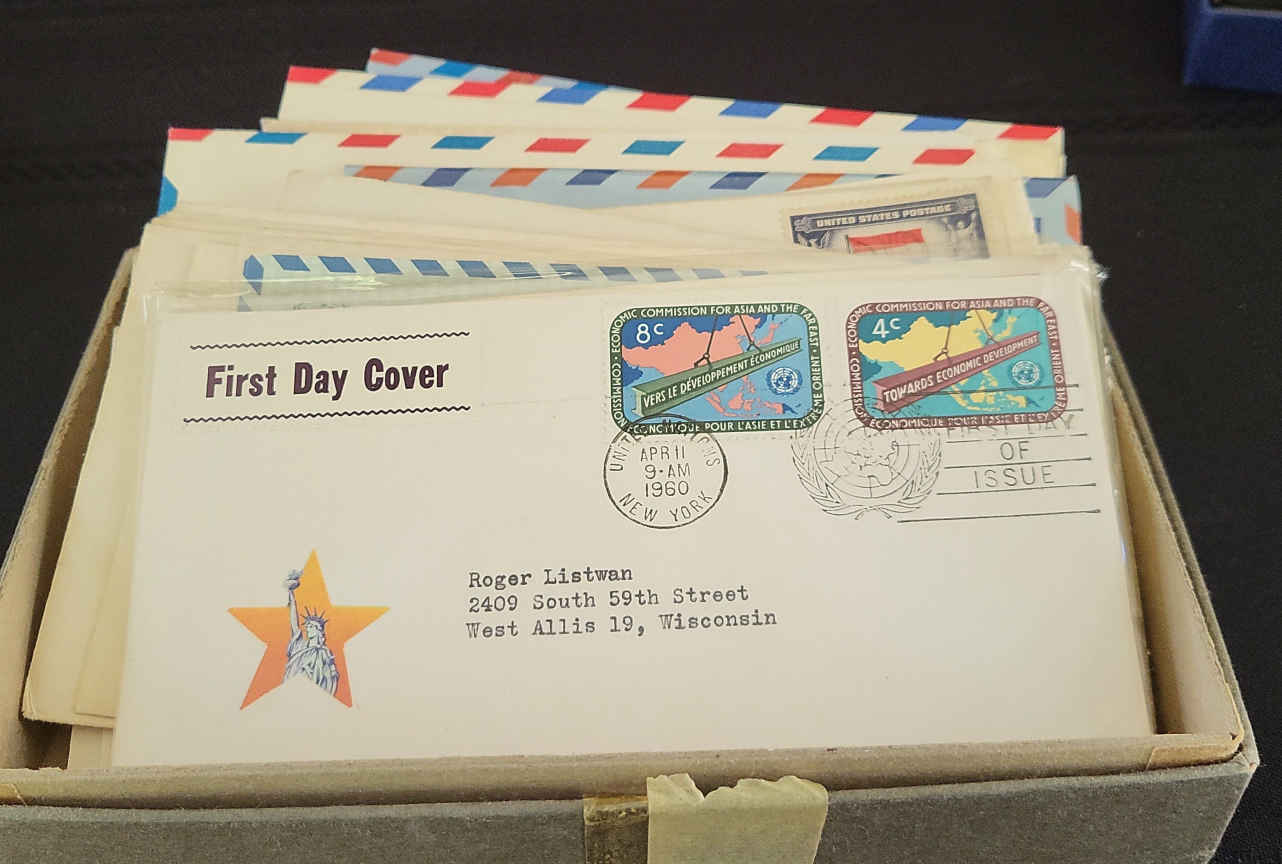 UNITED STATES POSTAGE
First Day Cover
ECONOMIC COMMISSION FOR ASIA AND THE FAR EAST
8c
VERS LE DÉVELOPPEMENT ÉCONOMIQUE
COMMISSION ÉCONOMIQUE POUR L'ASIE ET L'EXTRÊME ORIENT
ECONOMIC COMMISSION FOR ASIA AND THE FAR EAST
4c
TOWARDS ECONOMIC DEVELOPMENT
COMMISSION ÉCONOMIQUE POUR L'ASIE ET L'EXTRÊME ORIENT
UNITED NATIONS
APR 11
9·AM
1960
NEW YORK
FIRST DAY
OF
ISSUE
Roger Listwan
2409 South 59th Street
West Allis 19, Wisconsin